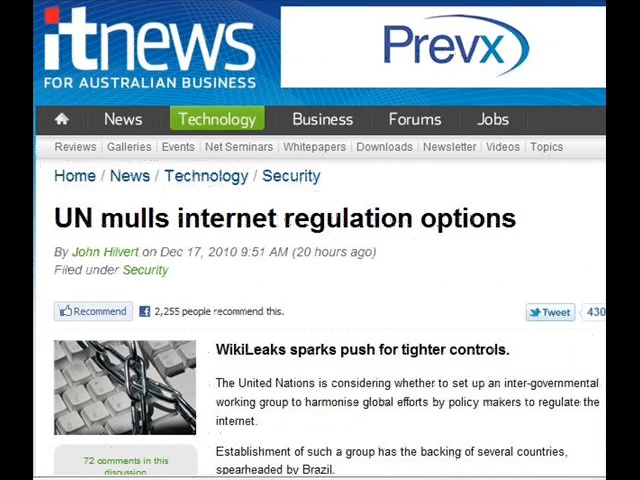 itnews
FOR AUSTRALIAN BUSINESS
Prevx
News Technology Business Forums Jobs
Reviews Galleries Events Net Seminars Whitepapers Downloads Newsletter Videos Topics
Home / News / Technology / Security
UN mulls internet regulation options
By John Hilvert on Dec 17, 2010 9:51 AM (20 hours ago)
Filed under Security
Recommend 2,255 people recommend this.
Tweet 430
WikiLeaks sparks push for tighter controls.
The United Nations is considering whether to set up an inter-governmental
working group to harmonise global efforts by policy makers to regulate the
internet.
Establishment of such a group has the backing of several countries,
spearheaded by Brazil.
72 comments in this
discussion